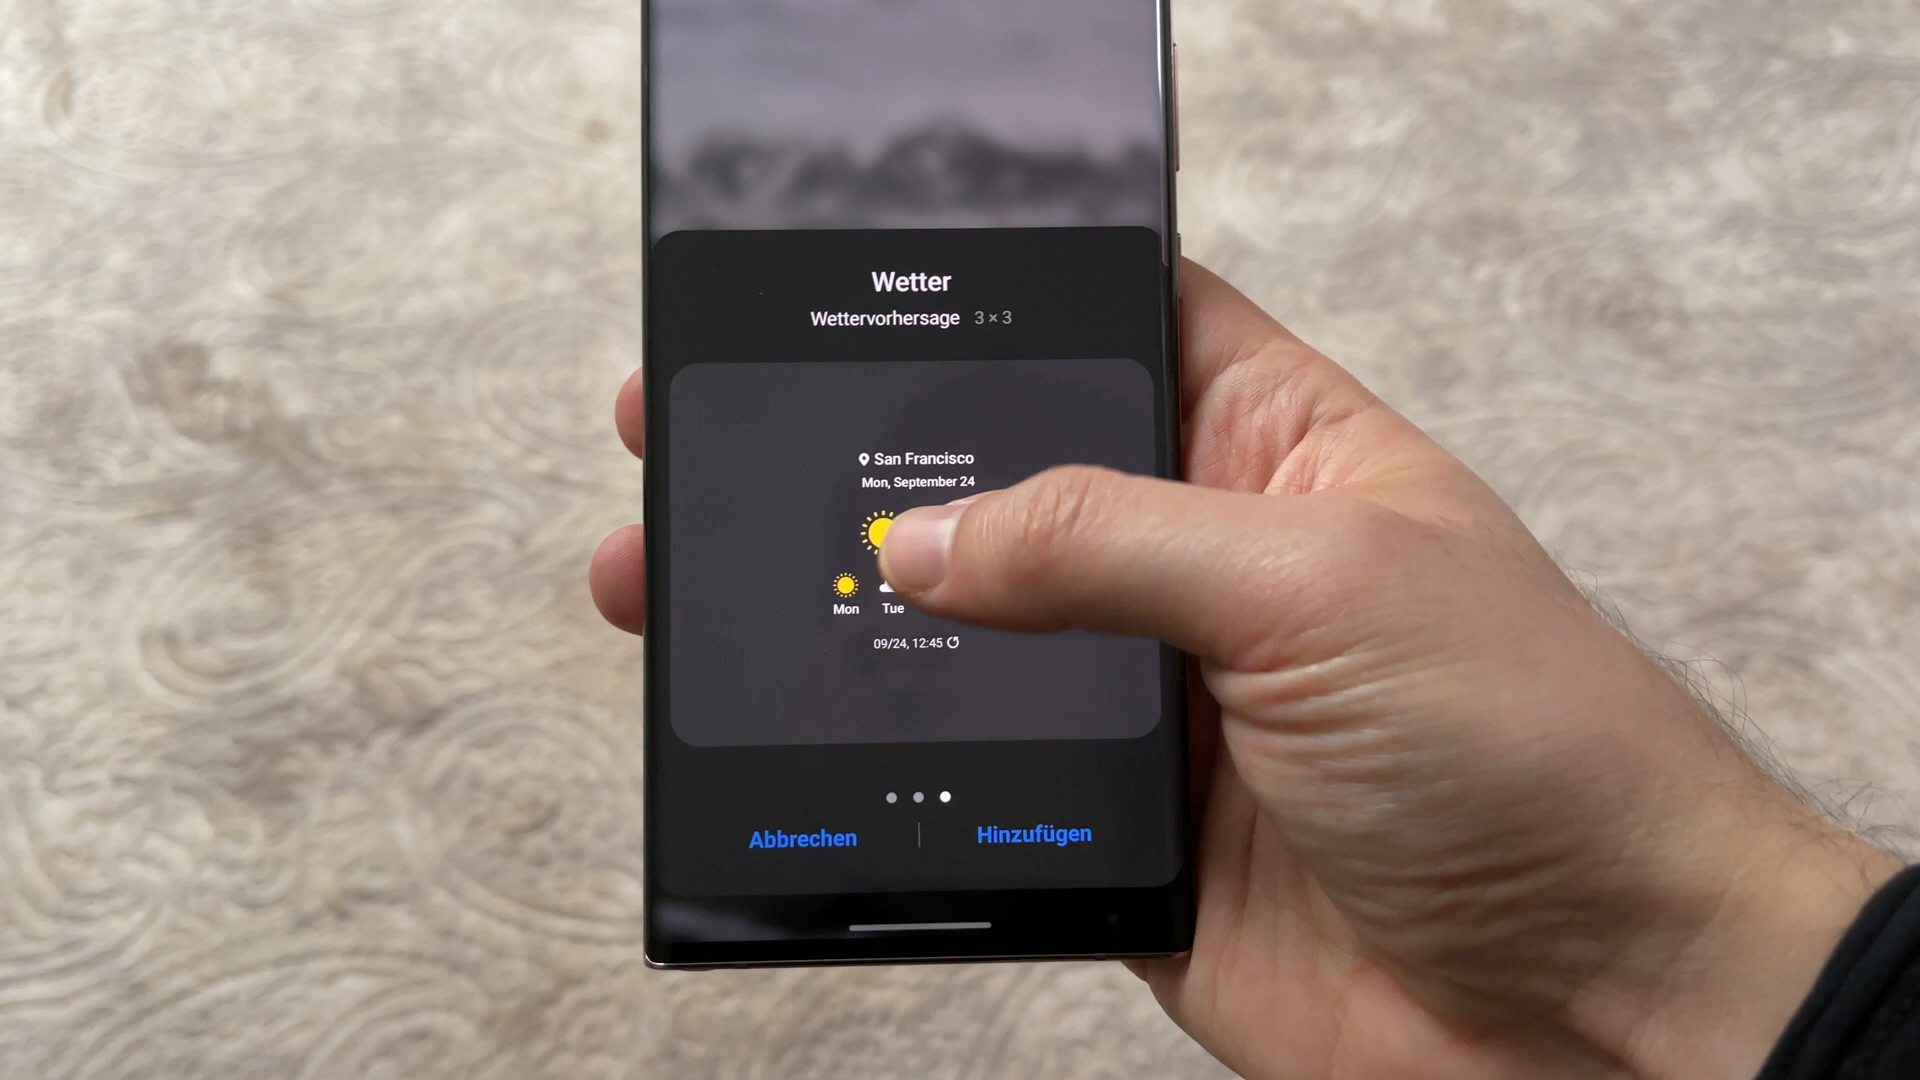 Wetter
Wettervorhersage 3 × 3
San Francisco
Mon, September 24
Mon Tue
09/24, 12:45
Abbrechen Hinzufügen